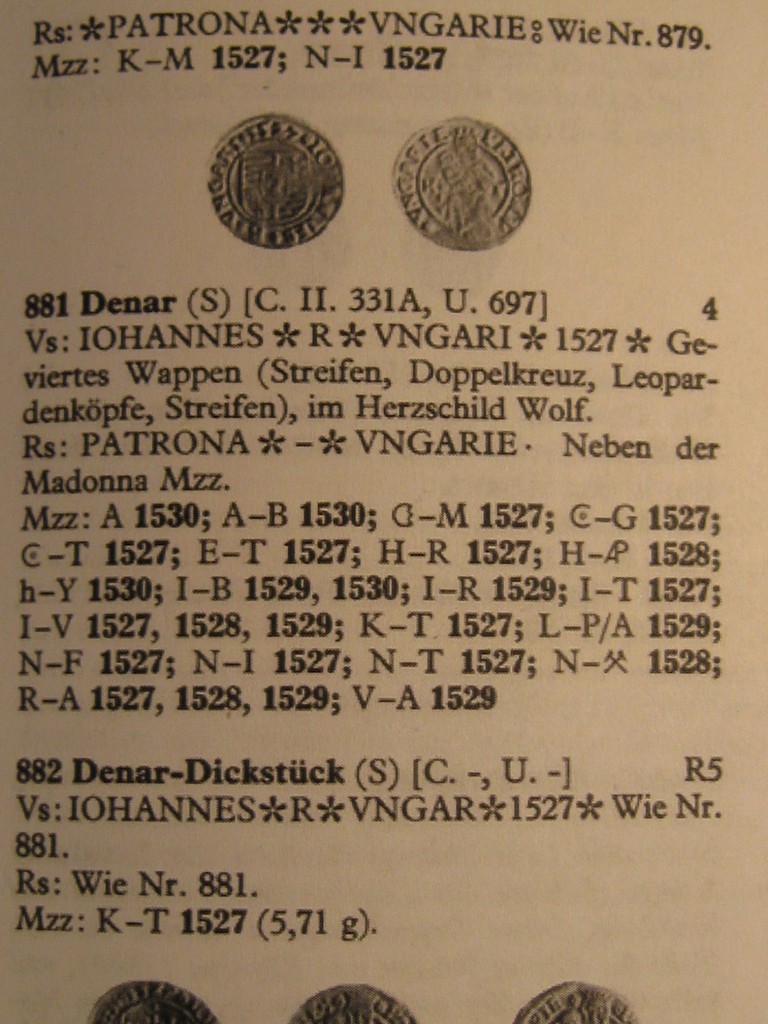 Rs: ✶PATRONA✶✶✶VNGARIE⦂ Wie Nr. 879.
Mzz: K–M 1527; N–I 1527
881 Denar (S) [C. II. 331A, U. 697] 4
Vs: IOHANNES ✶ R ✶ VNGARI ✶ 1527 ✶ Ge-
viertes Wappen (Streifen, Doppelkreuz, Leopar-
denköpfe, Streifen), im Herzschild Wolf.
Rs: PATRONA ✶ – ✶ VNGARIE · Neben der
Madonna Mzz.
Mzz: A 1530; A–B 1530; G–M 1527; C–G 1527;
C–T 1527; E–T 1527; H–R 1527; H–AP 1528;
h–Y 1530; I–B 1529, 1530; I–R 1529; I–T 1527;
I–V 1527, 1528, 1529; K–T 1527; L–P/A 1529;
N–F 1527; N–I 1527; N–T 1527; N–⚒ 1528;
R–A 1527, 1528, 1529; V–A 1529
882 Denar-Dickstück (S) [C. -, U. -] R5
Vs: IOHANNES✶R✶VNGAR✶1527✶ Wie Nr.
881.
Rs: Wie Nr. 881.
Mzz: K–T 1527 (5,71 g).